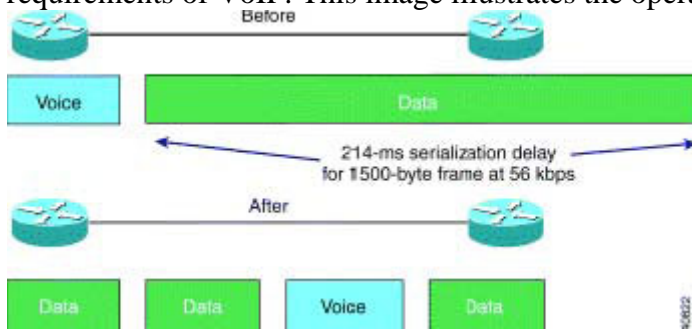 Before
Voice
Data
214-ms serialization delay
for 1500-byte frame at 56 kbps
After
Data
Data
Voice
Data